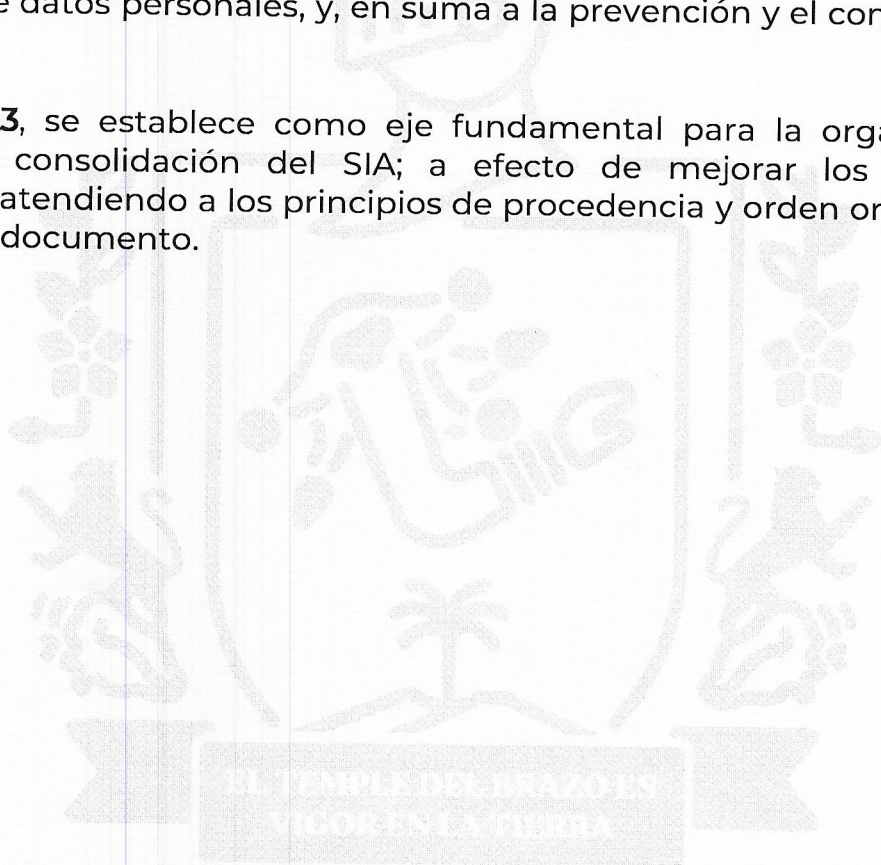 datos personales, y, en suma a la prevención y el con
3, se establece como eje fundamental para la orga
consolidación del SIA; a efecto de mejorar los
atendiendo a los principios de procedencia y orden or
documento.
EL TEMPLE DEL BRAZO ES
VIGOR EN LA TIERRA